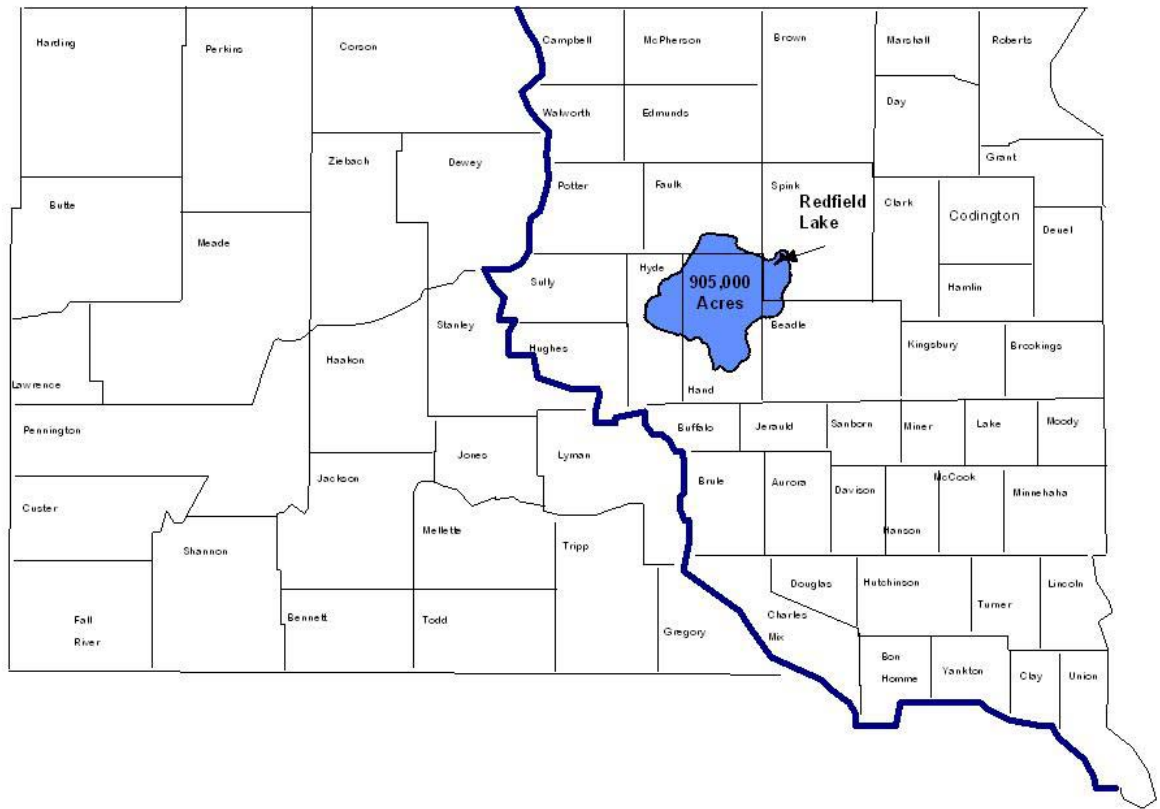 Harding
Perkins
Corson
Campbell
McPherson
Brown
Marshall
Roberts
Walworth
Edmunds
Day
Grant
Ziebach
Dewey
Potter
Faulk
Spink
Redfield
Lake
Clark
Codington
Deuel
Butte
Meade
Sully
Hyde
905,000
Acres
Hamlin
Stanley
Hughes
Beadle
Kingsbury
Brookings
Lawrence
Haakon
Hand
Pennington
Jones
Lyman
Buffalo
Jerauld
Sanborn
Miner
Lake
Moody
Custer
Jackson
Brule
Aurora
Davison
McCook
Minnehaha
Shannon
Mellette
Tripp
Hanson
Fall
River
Bennett
Todd
Gregory
Douglas
Charles
Mix
Hutchinson
Turner
Lincoln
Bon
Homme
Yankton
Clay
Union